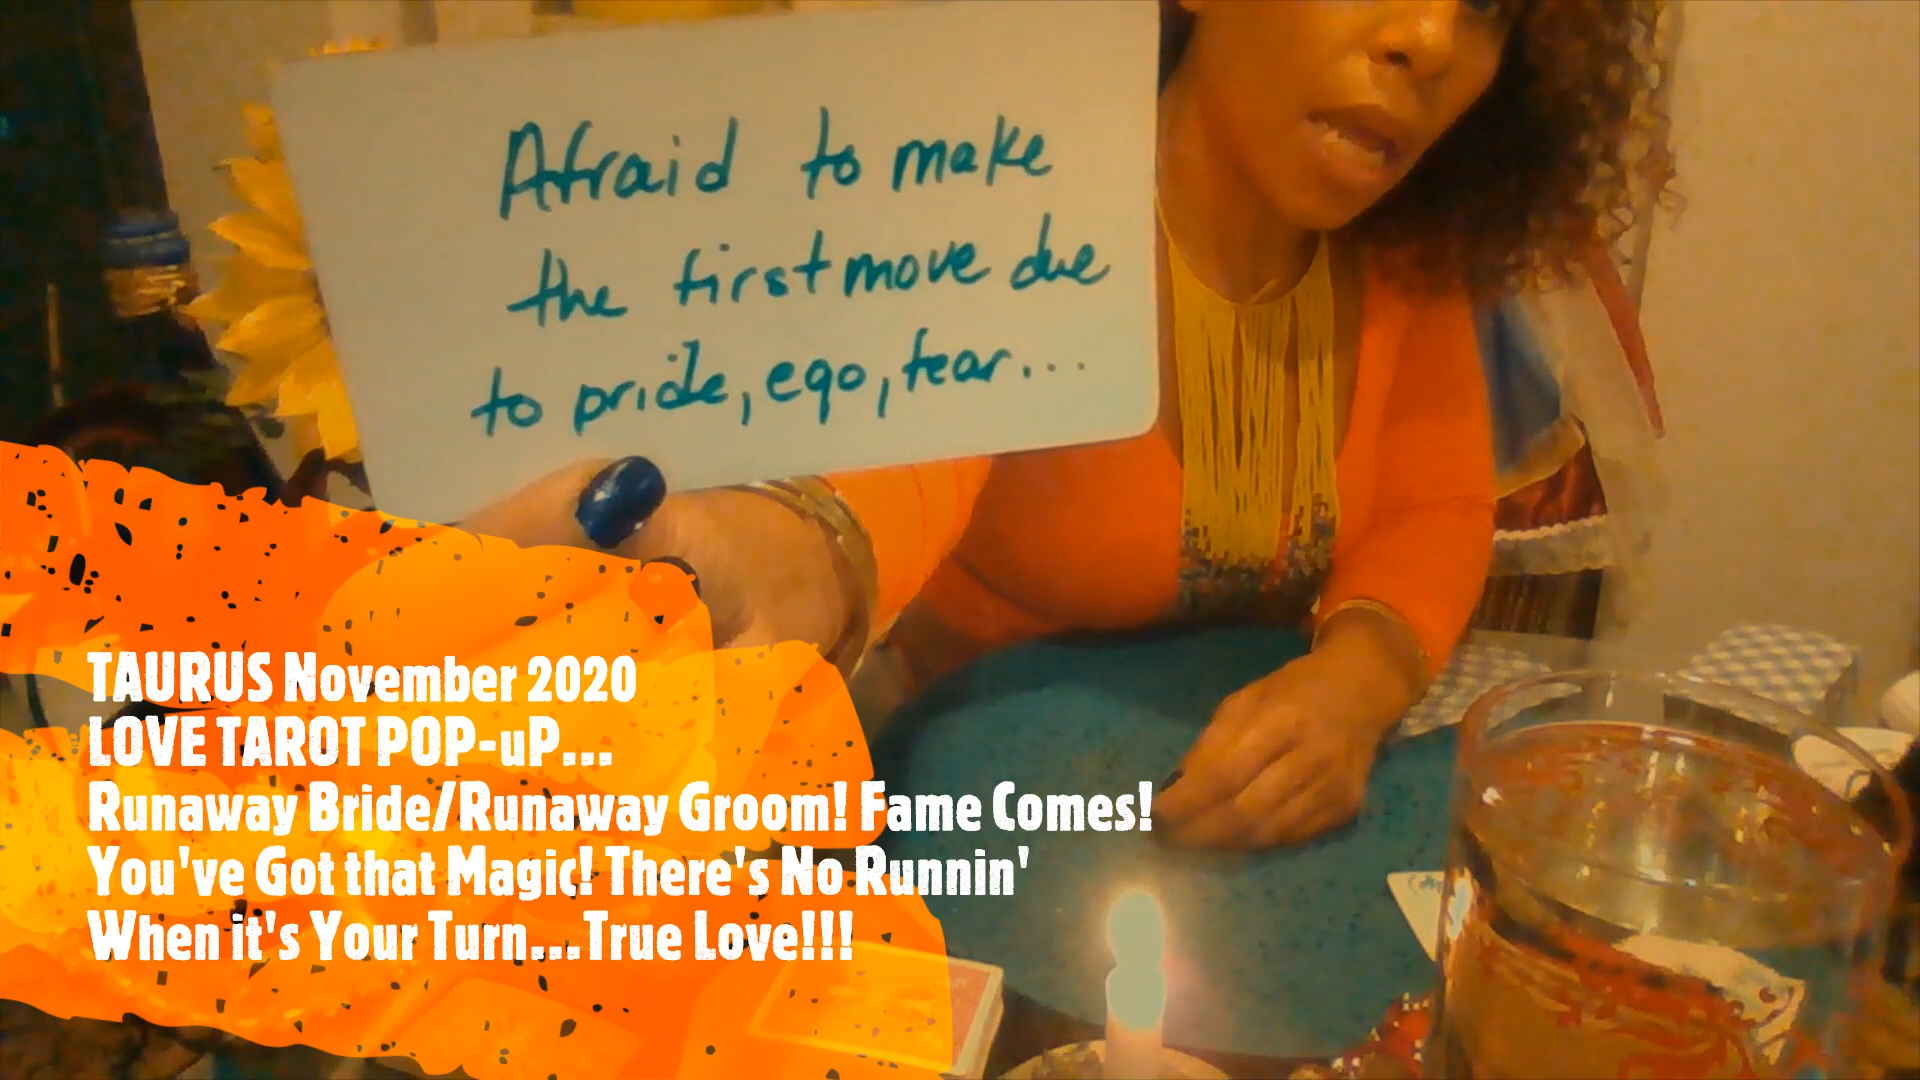 Afraid to make
the first move due
to pride, ego, fear...
TAURUS November 2020
LOVE TAROT POP-uP...
Runaway Bride/Runaway Groom! Fame Comes!
You've Got that Magic! There's No Runnin'
When it's Your Turn...True Love!!!